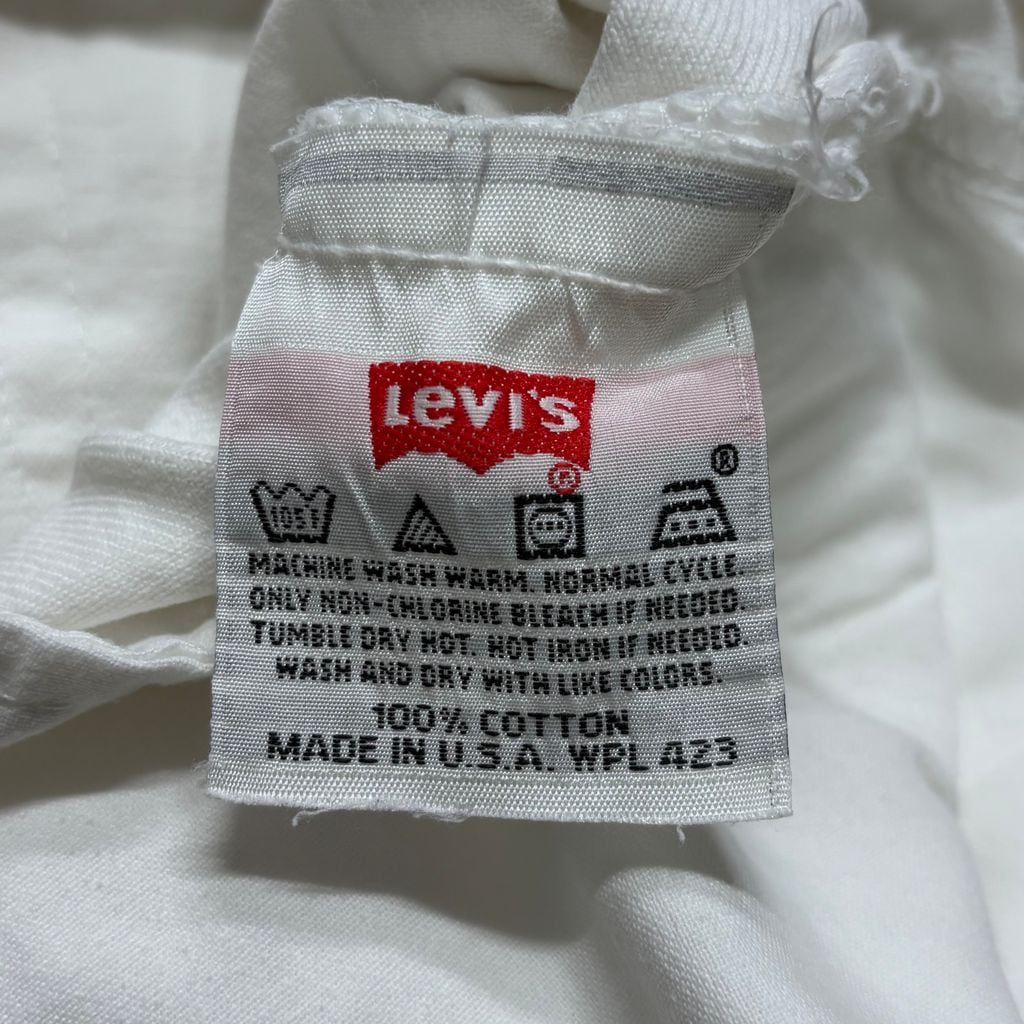 LEVI'S
®
®
105F
MACHINE WASH WARM. NORMAL CYCLE.
ONLY NON-CHLORINE BLEACH IF NEEDED.
TUMBLE DRY HOT. HOT IRON IF NEEDED.
WASH AND DRY WITH LIKE COLORS.
100% COTTON
MADE IN U.S.A. WPL 423